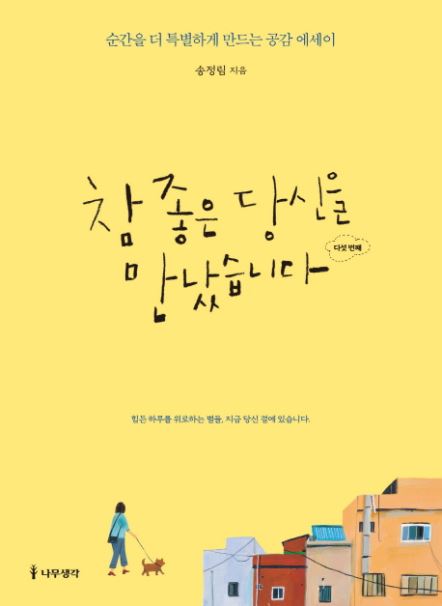 순간을 더 특별하게 만드는 공감 에세이
송정림 지음
참 좋은 당신을
만났습니다
다섯 번째
힘든 하루를 위로하는 별들, 지금 당신 곁에 있습니다.
나무생각